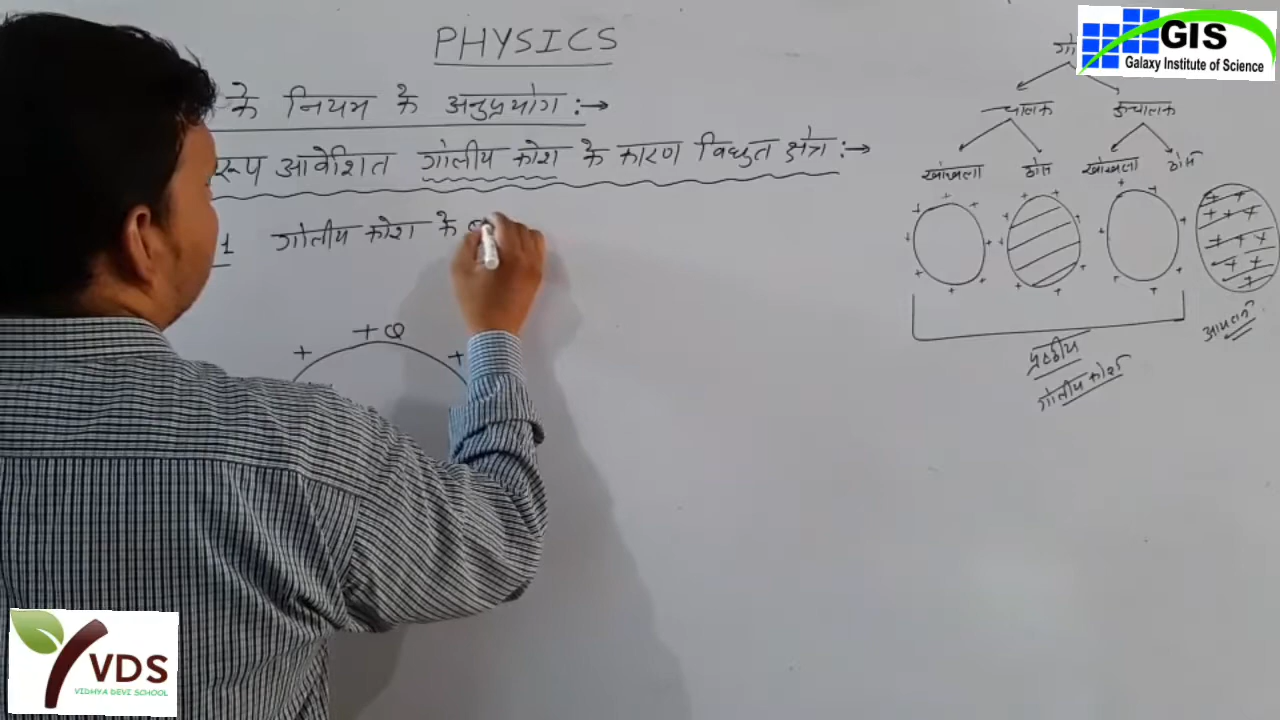 PHYSICS
के नियम के अनुप्रयोग :→
रूप आवेशित गोलीय कोश के कारण विधुत क्षेत्र :→
1 गोलीय कोश के
+ +Q +
चालक कुचालक
खोखला ठोस खोखला ठोस
पृष्ठीय
गोलीय कोश
आयतन
GIS
Galaxy Institute of Science
VDS
VIDHYA DEVI SCHOOL